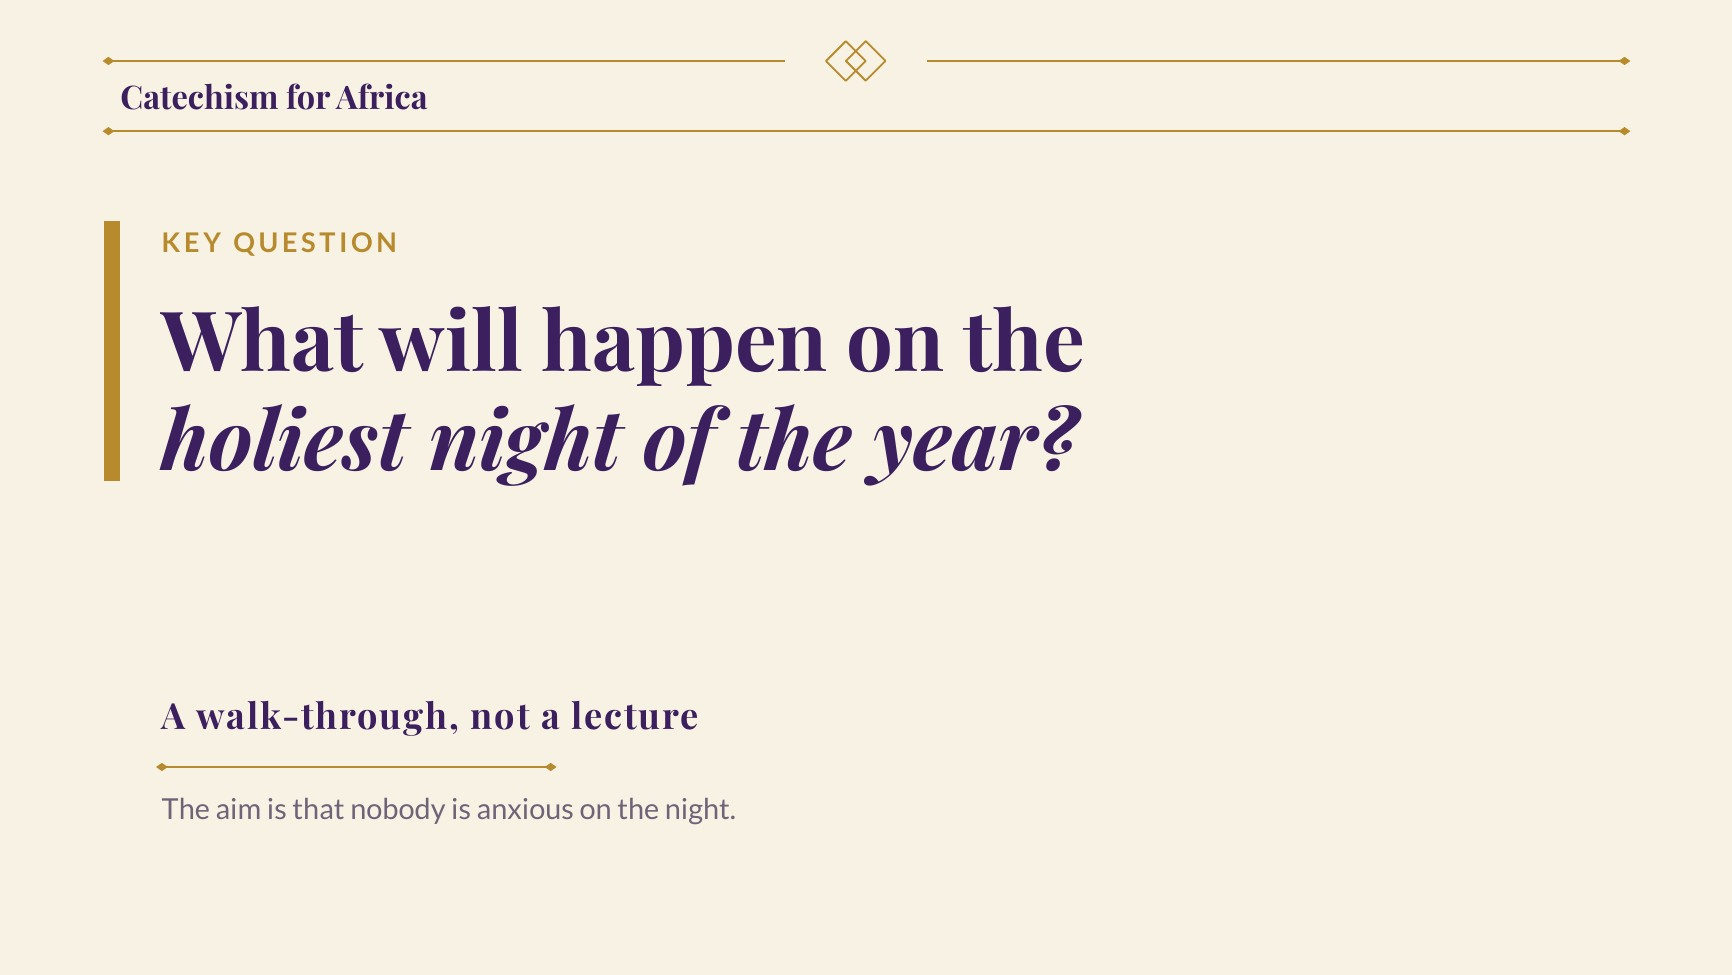 Catechism for Africa
KEY QUESTION
What will happen on the
holiest night of the year?
A walk-through, not a lecture
The aim is that nobody is anxious on the night.